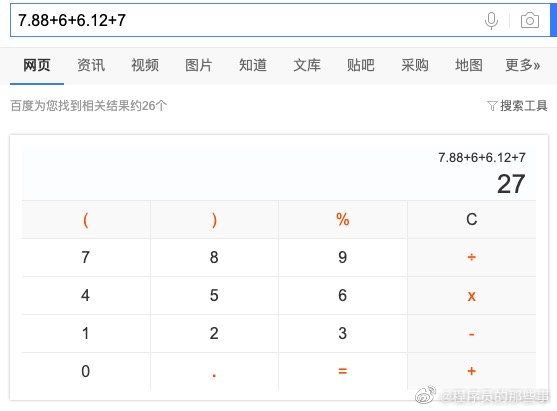 7.88+6+6.12+7
网页 资讯 视频 图片 知道 文库 贴吧 采购 地图 更多»
百度为您找到相关结果约26个 搜索工具
7.88+6+6.12+7
27
( ) % C
7 8 9 ÷
4 5 6 x
1 2 3 -
0 . = +
@程序员的那些事